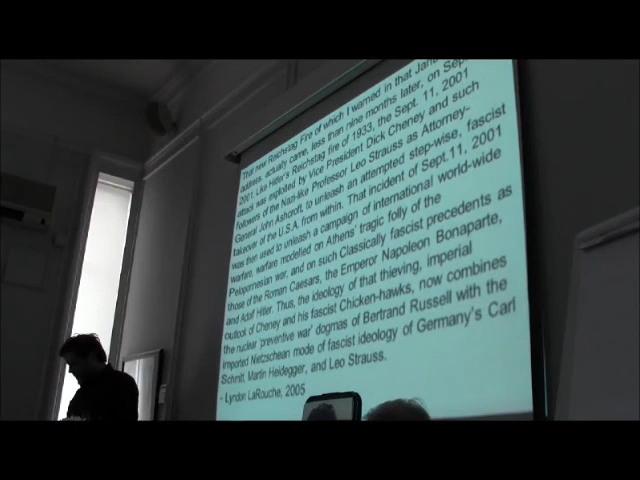 That new Reichstag Fire of which I warned in that
address, actually came, less than nine months later, on Sep
2001. Like Hitler's Reichstag fire of 1933, the Sept. 11, 2001
attack was exploited by Vice President Dick Cheney and such
followers of the Nazi-like Professor Leo Strauss as Attorney-
General John Ashcroft, to unleash an attempted step-wise, fascist
takeover of the U.S.A. from within. That incident of Sept.11, 2001
was then used to unleash a campaign of international world-wide
warfare, warfare modelled on Athens' tragic folly of the
Peloponnesian war, and on such Classically fascist precedents as
those of the Roman Caesars, the Emperor Napoleon Bonaparte,
and Adolf Hitler. Thus, the ideology of that thieving, imperial
outlook of Cheney and his fascist Chicken-hawks, now combines
the nuclear 'preventive war' dogmas of Bertrand Russell with the
imported Nietzschean mode of fascist ideology of Germany's Carl
Schmitt, Martin Heidegger, and Leo Strauss.
- Lyndon LaRouche, 2005